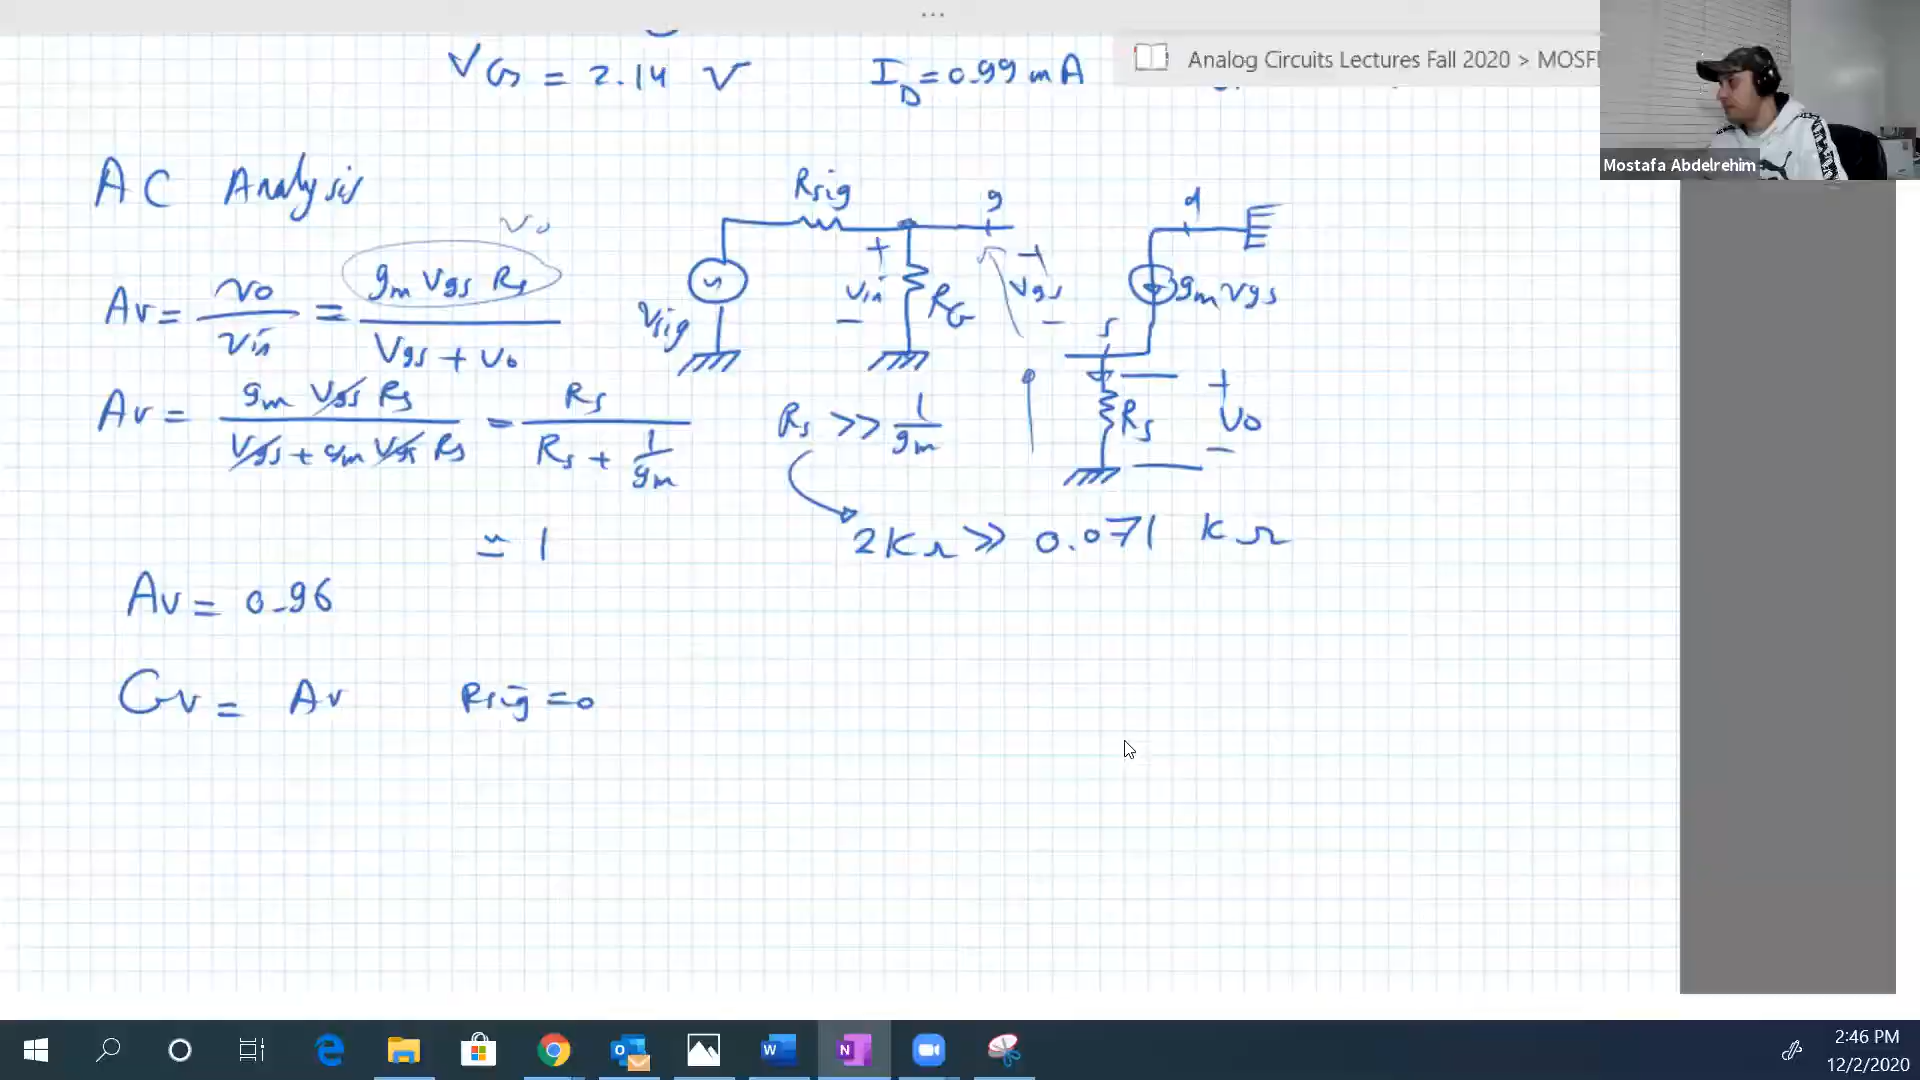 ...
V GS = 2.14 V I D = 0.99 mA
Analog Circuits Lectures Fall 2020 > MOSF
Mostafa Abdelrehim
AC Analysis
Rsig g d
vo
Av = vo / vin = gm Vgs Rs / Vgs + vo
Vsig + vin - RG + vgs - gm vgs
s
Av = gm Vgs Rs / Vgs + gm Vgs Rs = Rs / Rs + 1/gm
Rs >> 1/gm
Rs + Vo -
≃ 1
2KΩ >> 0.071 KΩ
Av = 0.96
Gv = Av Rsig = 0
2:46 PM
12/2/2020